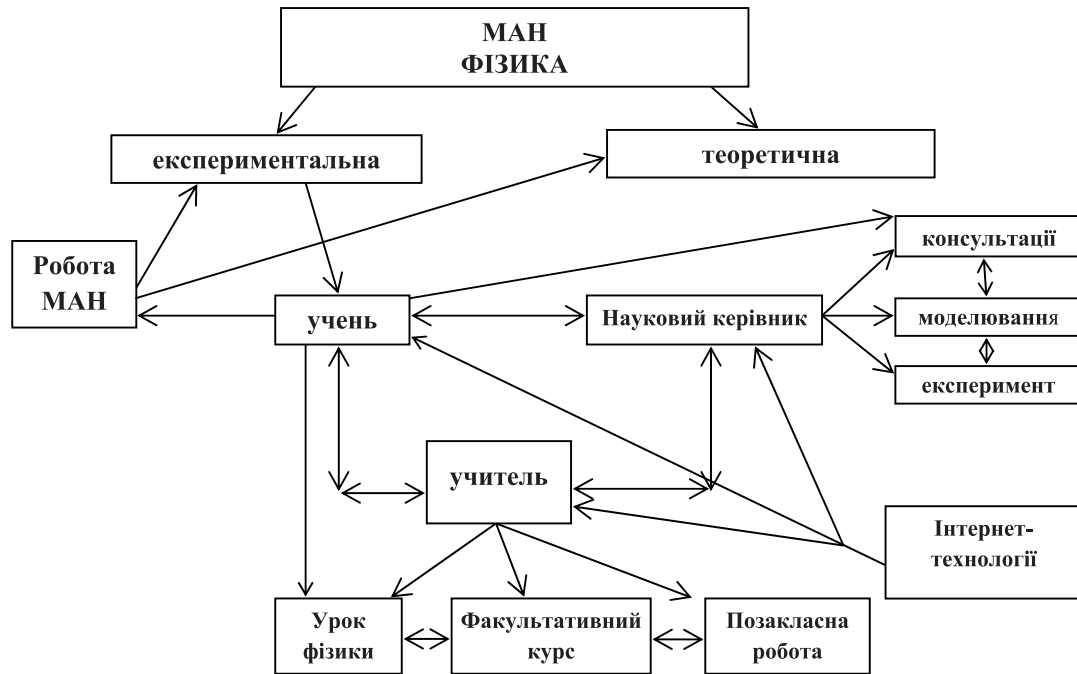 МАН
ФІЗИКА
експериментальна
теоретична
Робота
МАН
консультації
учень
Науковий керівник
моделювання
експеримент
учитель
Інтернет-
технології
Урок
фізики
Факультативний
курс
Позакласна
робота